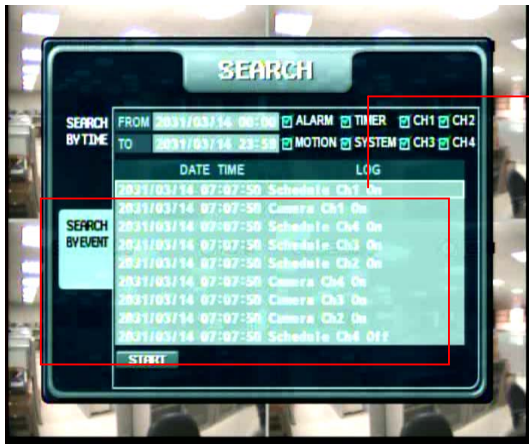 SEARCH
SEARCH BY TIME
FROM 2031/03/14 00:00 ALARM TIMER CH1 CH2
TO 2031/03/14 23:58 MOTION SYSTEM CH3 CH4
DATE TIME LOG
2031/03/14 07:07:50 Schedule Ch1 On
2031/03/14 07:07:50 Camera Ch1 On
2031/03/14 07:07:50 Schedule Ch4 On
2031/03/14 07:07:50 Schedule Ch3 On
2031/03/14 07:07:50 Schedule Ch2 On
2031/03/14 07:07:50 Camera Ch4 On
2031/03/14 07:07:50 Camera Ch3 On
2031/03/14 07:07:50 Camera Ch2 On
2031/03/14 07:07:50 Schedule Ch4 Off
SEARCH BY EVENT
START